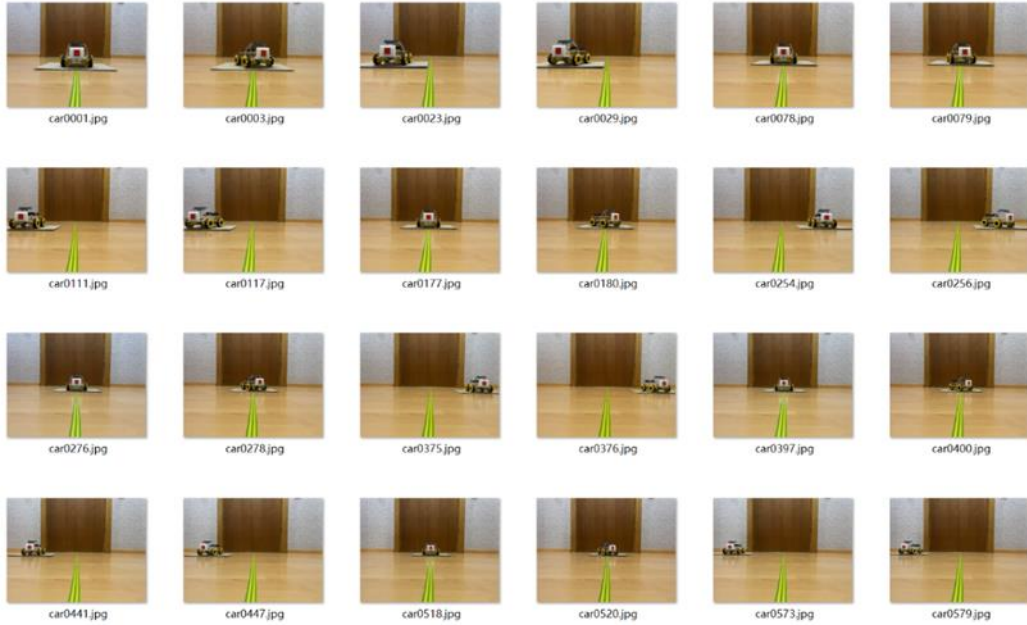 car0001.jpg car0003.jpg car0023.jpg car0029.jpg car0078.jpg car0079.jpg
car0111.jpg car0117.jpg car0177.jpg car0180.jpg car0254.jpg car0256.jpg
car0276.jpg car0278.jpg car0375.jpg car0376.jpg car0397.jpg car0400.jpg
car0441.jpg car0447.jpg car0518.jpg car0520.jpg car0573.jpg car0579.jpg